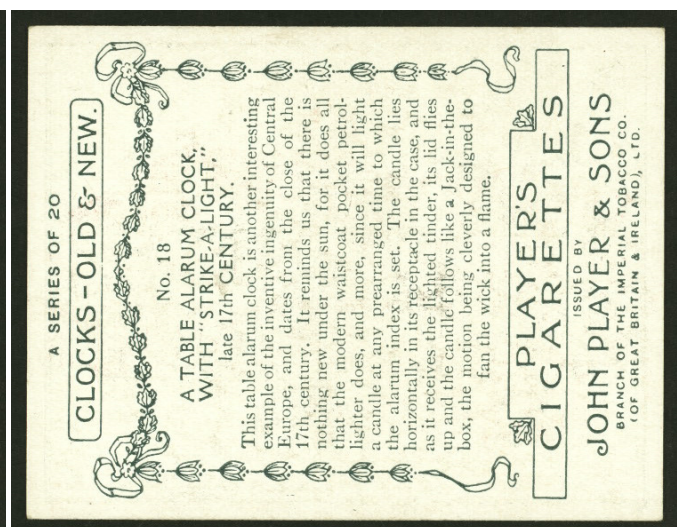 A SERIES OF 20
CLOCKS-OLD & NEW.
No. 18
A TABLE ALARUM CLOCK,
WITH "STRIKE-A-LIGHT,"
late 17th CENTURY.
This table alarum clock is another interesting
example of the inventive ingenuity of Central
Europe, and dates from the close of the
17th century. It reminds us that there is
nothing new under the sun, for it does all
that the modern waistcoat pocket petrol-
lighter does, and more, since it will light
a candle at any prearranged time to which
the alarum index is set. The candle lies
horizontally in its receptacle in the case, and
as it receives the lighted tinder, its lid flies
up and the candle follows like a Jack-in-the-
box, the motion being cleverly designed to
fan the wick into a flame.
PLAYER'S
CIGARETTES
ISSUED BY
JOHN PLAYER & SONS
BRANCH OF THE IMPERIAL TOBACCO CO.
(OF GREAT BRITAIN & IRELAND), LTD.